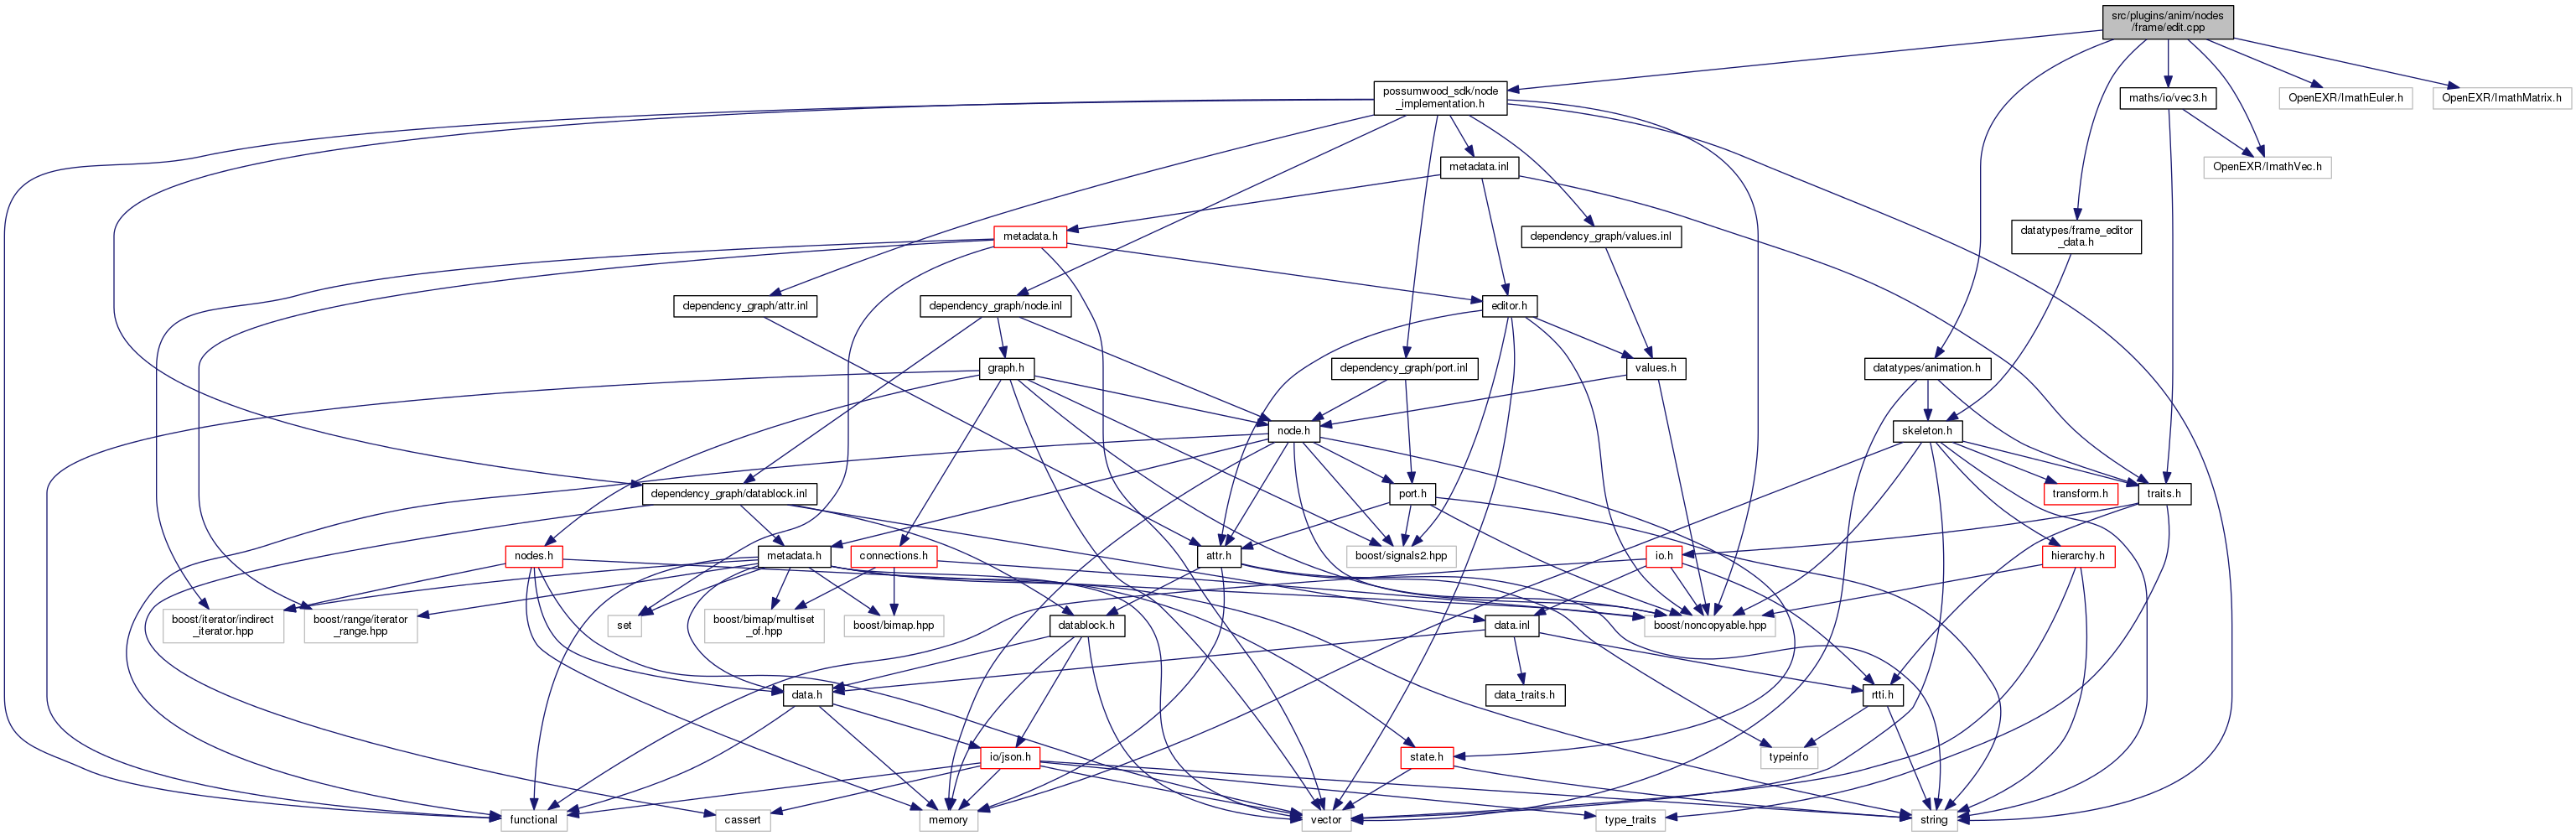 src/plugins/anim/nodes
/frame/edit.cpp
possumwood_sdk/node
_implementation.h
maths/io/vec3.h
OpenEXR/ImathEuler.h
OpenEXR/ImathMatrix.h
metadata.inl
OpenEXR/ImathVec.h
metadata.h
dependency_graph/values.inl
datatypes/frame_editor
_data.h
dependency_graph/attr.inl
dependency_graph/node.inl
editor.h
graph.h
dependency_graph/port.inl
values.h
datatypes/animation.h
node.h
skeleton.h
dependency_graph/datablock.inl
port.h
transform.h
traits.h
nodes.h
metadata.h
connections.h
attr.h
boost/signals2.hpp
io.h
hierarchy.h
boost/iterator/indirect
_iterator.hpp
boost/range/iterator
_range.hpp
set
boost/bimap/multiset
_of.hpp
boost/bimap.hpp
datablock.h
data.inl
boost/noncopyable.hpp
data.h
data_traits.h
rtti.h
io/json.h
state.h
typeinfo
functional
cassert
memory
vector
type_traits
string